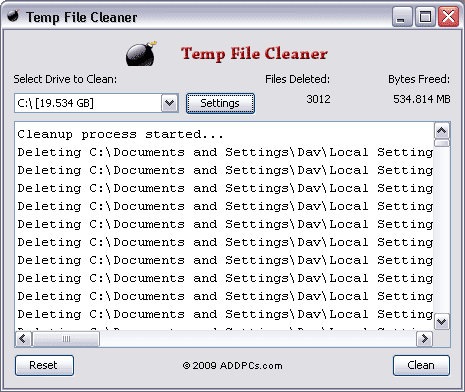 Temp File Cleaner
Temp File Cleaner
Select Drive to Clean:
Files Deleted:
Bytes Freed:
C:\ [19.534 GB]
Settings
3012
534.814 MB
Cleanup process started...
Deleting C:\Documents and Settings\Dav\Local Setting
Deleting C:\Documents and Settings\Dav\Local Setting
Deleting C:\Documents and Settings\Dav\Local Setting
Deleting C:\Documents and Settings\Dav\Local Setting
Deleting C:\Documents and Settings\Dav\Local Setting
Deleting C:\Documents and Settings\Dav\Local Setting
Deleting C:\Documents and Settings\Dav\Local Setting
Deleting C:\Documents and Settings\Dav\Local Setting
Deleting C:\Documents and Settings\Dav\Local Setting
Deleting C:\Documents and Settings\Dav\Local Setting
Deleting C:\Documents and Settings\Dav\Local Setting
Reset
© 2009 ADDPCs.com
Clean